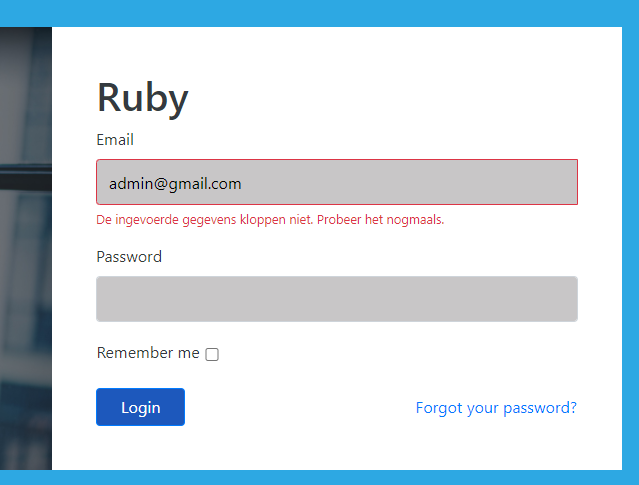 Ruby
Email
admin@gmail.com
De ingevoerde gegevens kloppen niet. Probeer het nogmaals.
Password
Remember me
Login
Forgot your password?